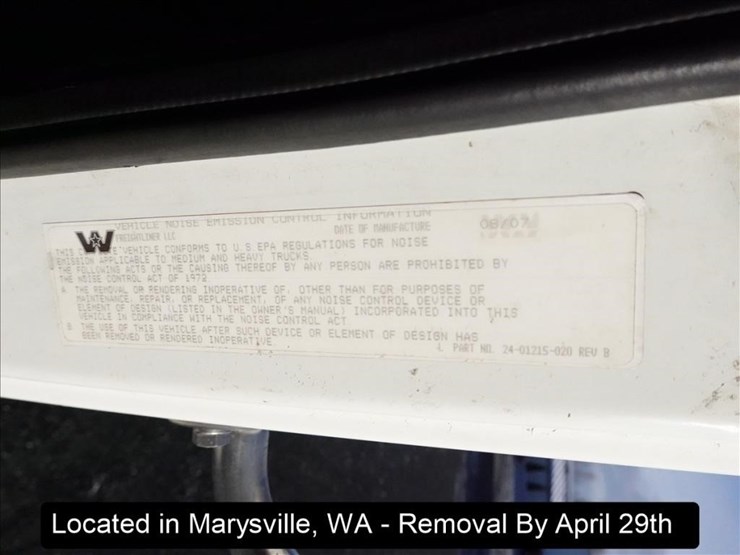 VEHICLE NOISE EMISSION CONTROL INFORMATION
FREIGHTLINER LLC DATE OF MANUFACTURE 08/07
THIS VEHICLE CONFORMS TO U.S EPA REGULATIONS FOR NOISE
EMISSION APPLICABLE TO MEDIUM AND HEAVY TRUCKS.
THE FOLLOWING ACTS OR THE CAUSING THEREOF BY ANY PERSON ARE PROHIBITED BY
THE NOISE CONTROL ACT OF 1972
A THE REMOVAL OR RENDERING INOPERATIVE OF, OTHER THAN FOR PURPOSES OF
MAINTENANCE, REPAIR, OR REPLACEMENT, OF ANY NOISE CONTROL DEVICE OR
ELEMENT OF DESIGN (LISTED IN THE OWNER'S MANUAL) INCORPORATED INTO THIS
VEHICLE IN COMPLIANCE WITH THE NOISE CONTROL ACT
B THE USE OF THIS VEHICLE AFTER SUCH DEVICE OR ELEMENT OF DESIGN HAS
BEEN REMOVED OR RENDERED INOPERATIVE
PART NO. 24-01215-020 REV B
Located in Marysville, WA - Removal By April 29th